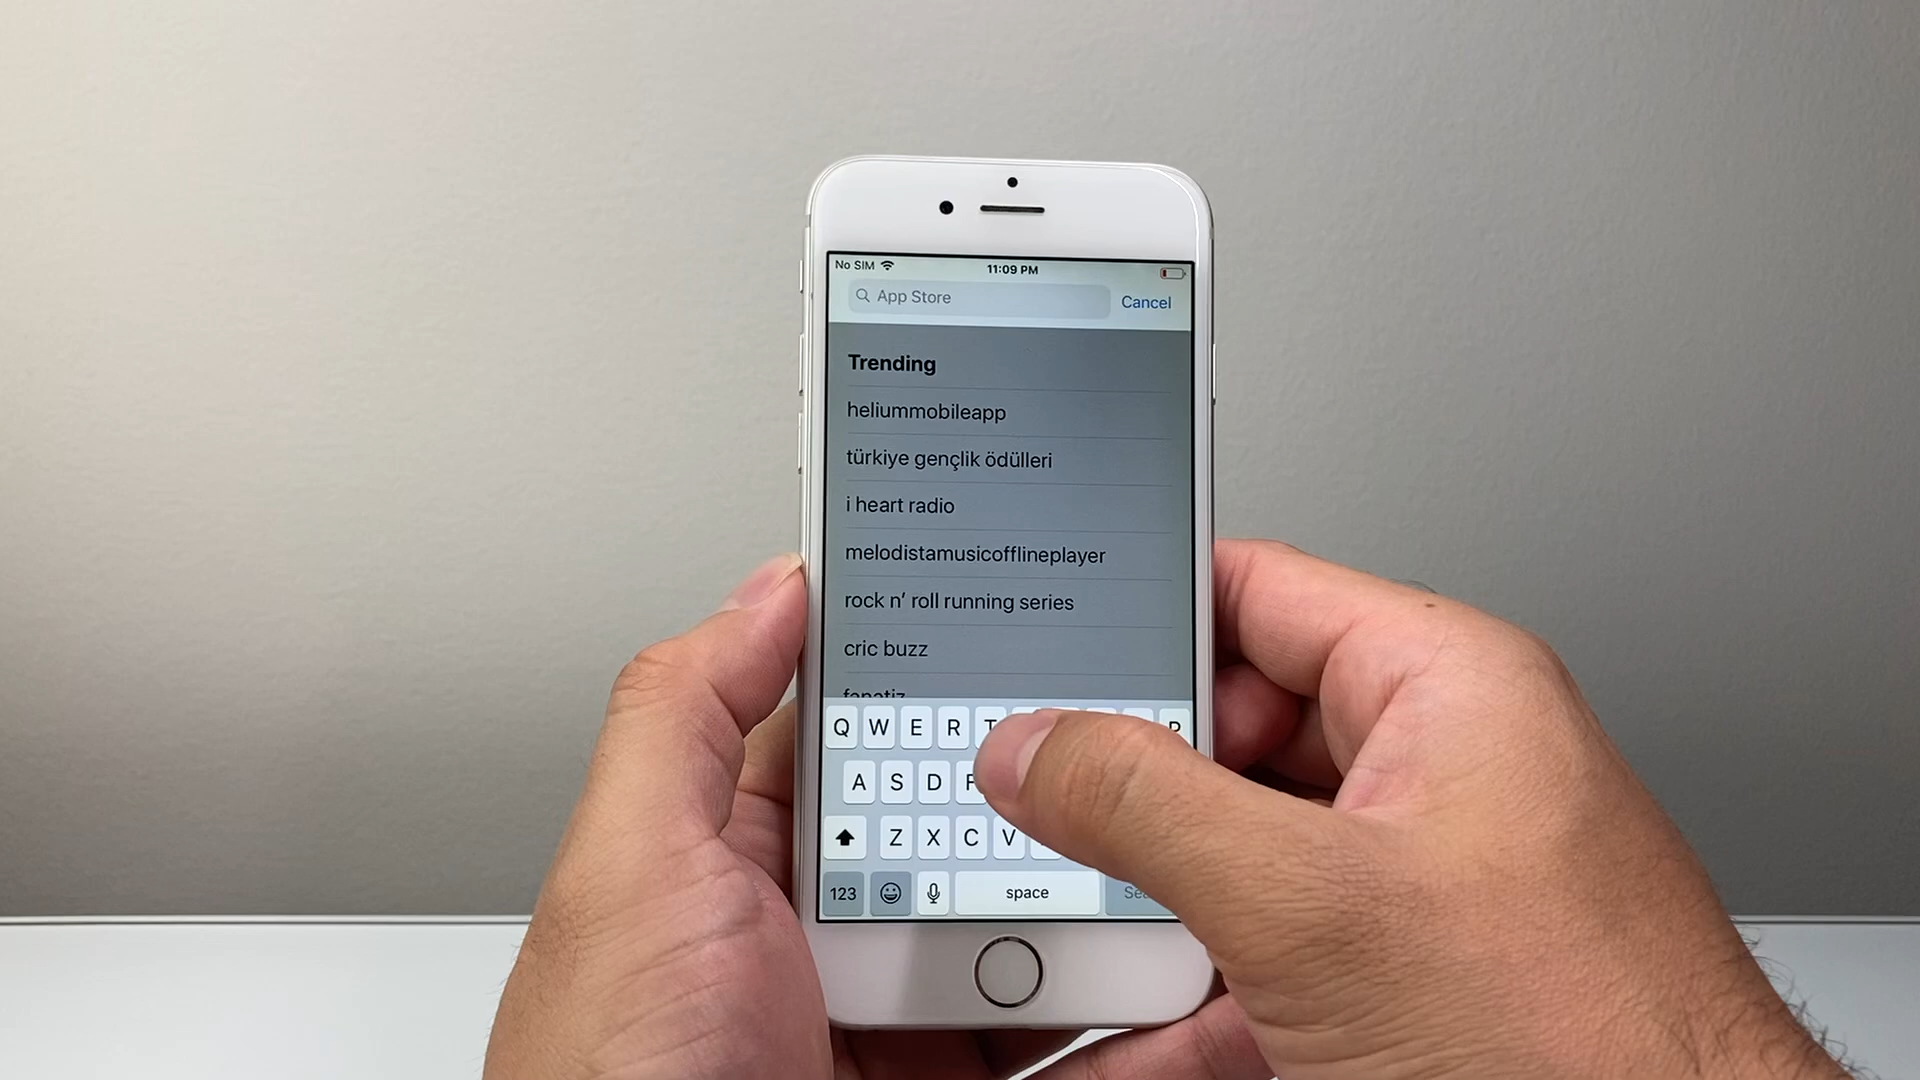 No SIM 11:09 PM
App Store Cancel
Trending
heliummobileapp
türkiye gençlik ödülleri
i heart radio
melodistamusicofflineplayer
rock n' roll running series
cric buzz
fanatiz
Q W E R T P
A S D F
Z X C V
123 space